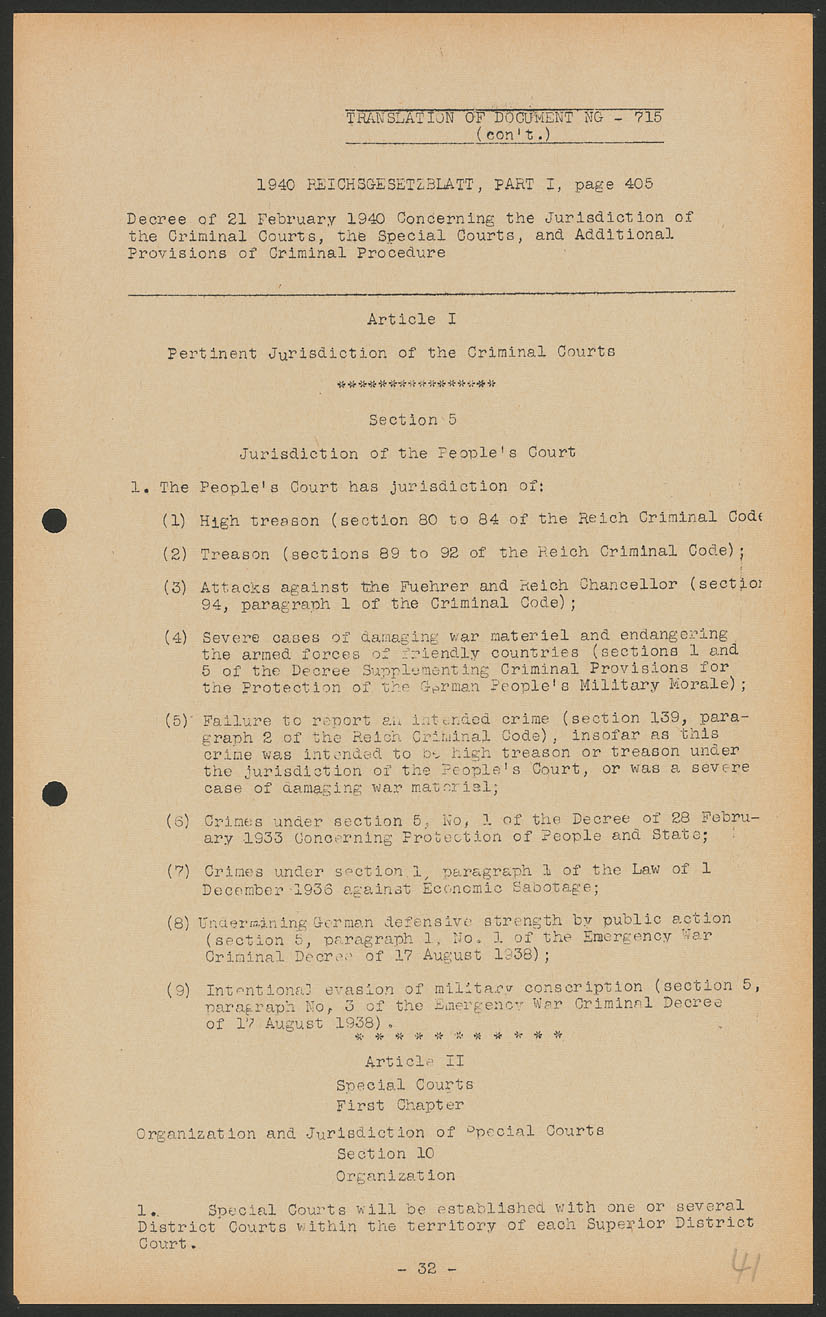 TRANSLATION OF DOCUMENT NG - 715
(con't.)
1940 REICHSGESETZBLATT, PART I, page 405
Decree of 21 February 1940 Concerning the Jurisdiction of
the Criminal Courts, the Special Courts, and Additional
Provisions of Criminal Procedure
Article I
Pertinent Jurisdiction of the Criminal Courts
****************
Section 5
Jurisdiction of the People's Court
1. The People's Court has jurisdiction of:
(1) High treason (section 80 to 84 of the Reich Criminal Code
(2) Treason (sections 89 to 92 of the Reich Criminal Code);
(3) Attacks against the Fuehrer and Reich Chancellor (section
94, paragraph 1 of the Criminal Code);
(4) Severe cases of damaging war materiel and endangering
the armed forces of friendly countries (sections 1 and
5 of the Decree Supplementing Criminal Provisions for
the Protection of the German People's Military Morale);
(5) Failure to report an intended crime (section 139, para-
graph 2 of the Reich Criminal Code), insofar as this
crime was intended to be high treason or treason under
the jurisdiction of the People's Court, or was a severe
case of damaging war material;
(6) Crimes under section 5, No, 1 of the Decree of 28 Febru-
ary 1933 Concerning Protection of People and State;
(7) Crimes under section 1, paragraph 1 of the Law of 1
December 1936 against Economic Sabotage;
(8) Undermining German defensive strength by public action
(section 5, paragraph 1, No. 1 of the Emergency War
Criminal Decree of 17 August 1938);
(9) Intentional evasion of military conscription (section 5,
paragraph No, 3 of the Emergency War Criminal Decree
of 17 August 1938).
* * * * * * * * * * *
Article II
Special Courts
First Chapter
Organization and Jurisdiction of Special Courts
Section 10
Organization
1. Special Courts will be established with one or several
District Courts within the territory of each Superior District
Court.
- 32 -
41